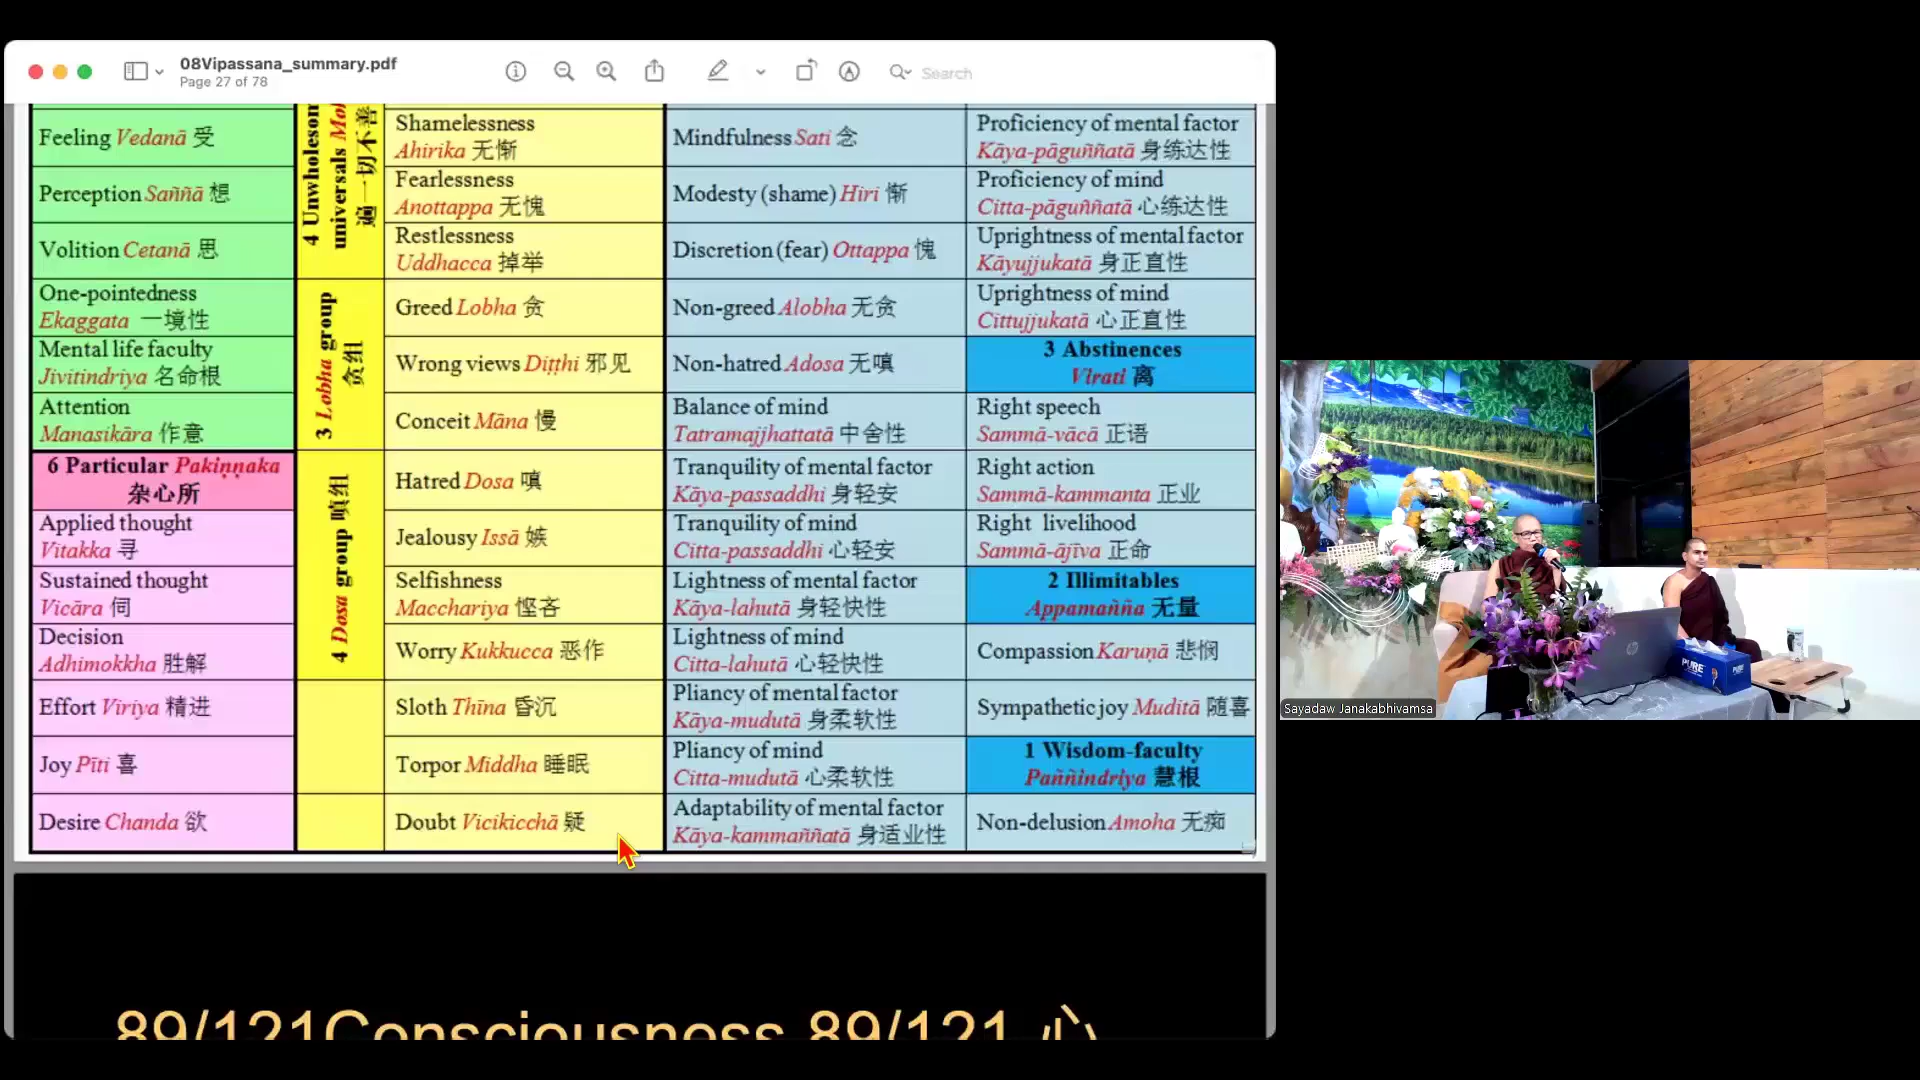 08Vipassana_summary.pdf
Page 27 of 78
Search
Feeling Vedanā 受
Perception Saññā 想
Volition Cetanā 思
One-pointedness
Ekaggata 一境性
Mental life faculty
Jivitindriya 名命根
Attention
Manasikāra 作意
6 Particular Pakiṇṇaka
杂心所
Applied thought
Vitakka 寻
Sustained thought
Vicāra 伺
Decision
Adhimokkha 胜解
Effort Viriya 精进
Joy Pīti 喜
Desire Chanda 欲
universals
遍一切不善
3 Lobha group
贪组
4 Dosa group 嗔组
Shamelessness
Ahirika 无惭
Fearlessness
Anottappa 无愧
Restlessness
Uddhacca 掉举
Greed Lobha 贪
Wrong views Diṭṭhi 邪见
Conceit Māna 慢
Hatred Dosa 嗔
Jealousy Issā 嫉
Selfishness
Macchariya 悭吝
Worry Kukkucca 恶作
Sloth Thīna 昏沉
Torpor Middha 睡眠
Doubt Vicikicchā 疑
Mindfulness Sati 念
Modesty (shame) Hiri 惭
Discretion (fear) Ottappa 愧
Non-greed Alobha 无贪
Non-hatred Adosa 无嗔
Balance of mind
Tatramajjhattatā 中舍性
Tranquility of mental factor
Kāya-passaddhi 身轻安
Tranquility of mind
Citta-passaddhi 心轻安
Lightness of mental factor
Kāya-lahutā 身轻快性
Lightness of mind
Citta-lahutā 心轻快性
Pliancy of mental factor
Kāya-mudutā 身柔软性
Pliancy of mind
Citta-mudutā 心柔软性
Adaptability of mental factor
Kāya-kammaññatā 身适业性
Proficiency of mental factor
Kāya-pāguññatā 身练达性
Proficiency of mind
Citta-pāguññatā 心练达性
Uprightness of mental factor
Kāyujjukatā 身正直性
Uprightness of mind
Cittujjukatā 心正直性
3 Abstinences
Virati 离
Right speech
Sammā-vācā 正语
Right action
Sammā-kammanta 正业
Right livelihood
Sammā-ājīva 正命
2 Illimitables
Appamañña 无量
Compassion Karuṇā 悲悯
Sympathetic joy Muditā 随喜
1 Wisdom-faculty
Paññindriya 慧根
Non-delusion Amoha 无痴
89/121Consciousness 89/121 心
Sayadaw Janakabhivamsa
PURE
hp